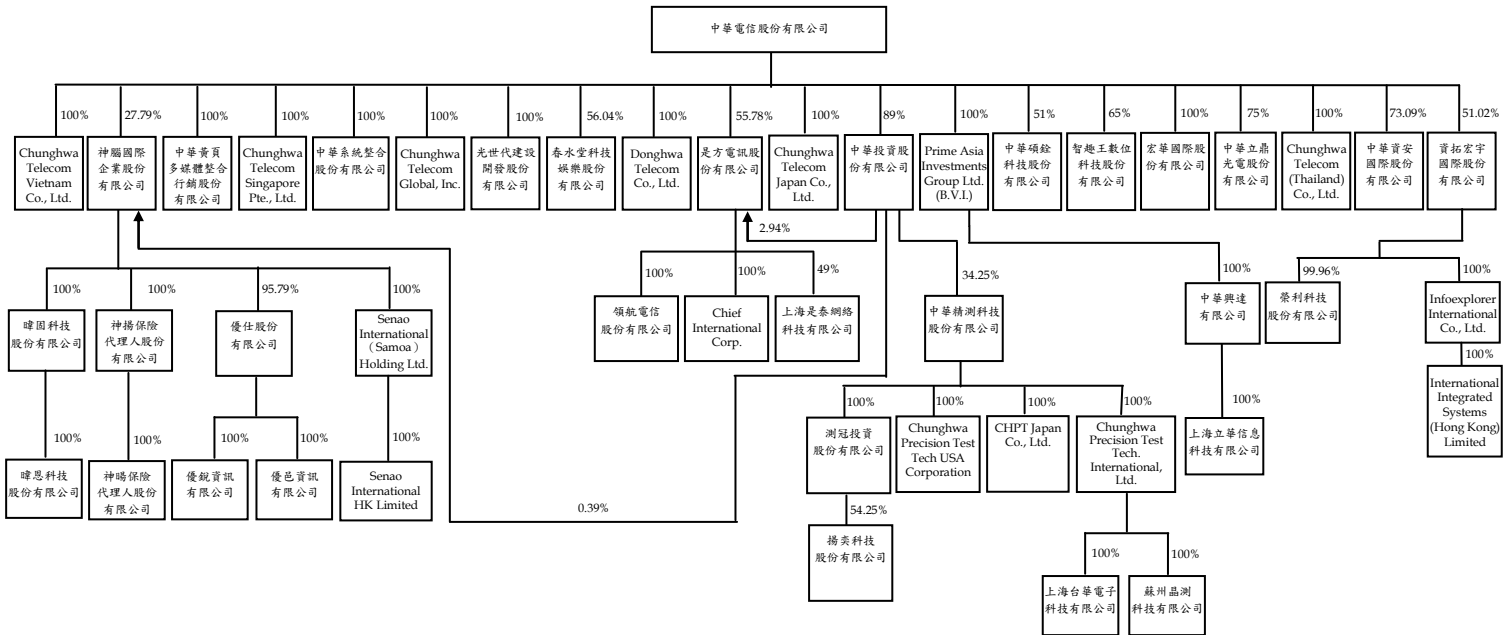 中華電信股份有限公司
100%
27.79%
100%
100%
100%
100%
100%
56.04%
100%
55.78%
100%
89%
100%
51%
65%
100%
75%
100%
73.09%
51.02%
Chunghwa
Telecom
Vietnam
Co., Ltd.
神腦國際
企業股份
有限公司
中華黃頁
多媒體整合
行銷股份
有限公司
Chunghwa
Telecom
Singapore
Pte., Ltd.
中華系統整合
股份有限公司
Chunghwa
Telecom
Global, Inc.
光世代建設
開發股份
有限公司
春水堂科技
娛樂股份
有限公司
Donghwa
Telecom
Co., Ltd.
是方電訊股
份有限公司
Chunghwa
Telecom
Japan Co.,
Ltd.
中華投資股
份有限公司
Prime Asia
Investments
Group Ltd.
(B.V.I.)
中華碩銓
科技股份
有限公司
智趣王數位
科技股份
有限公司
宏華國際股
份有限公司
中華立鼎
光電股份
有限公司
Chunghwa
Telecom
(Thailand)
Co., Ltd.
中華資安
國際股份
有限公司
資拓宏宇
國際股份
有限公司
2.94%
100%
100%
95.79%
100%
100%
100%
49%
34.25%
100%
99.96%
100%
暐因科技
股份有限公司
神揚保險
代理人股份
有限公司
優仕股份
有限公司
Senao
International
(Samoa)
Holding Ltd.
領航電信
股份有限公司
Chief
International
Corp.
上海是泰網絡
科技有限公司
中華精測科技
股份有限公司
中華興達
有限公司
榮利科技
股份有限公司
Infoexplorer
International
Co., Ltd.
100%
100%
100%
100%
100%
100%
100%
100%
100%
100%
100%
暐恩科技
股份有限公司
神暘保險
代理人股份
有限公司
優銳資訊
有限公司
優邑資訊
有限公司
Senao
International
HK Limited
測冠投資
股份有限公司
Chunghwa
Precision Test
Tech USA
Corporation
CHPT Japan
Co., Ltd.
Chunghwa
Precision Test
Tech.
International,
Ltd.
上海立華信息
科技有限公司
International
Integrated
Systems
(Hong Kong)
Limited
0.39%
54.25%
揚奕科技
股份有限公司
100%
100%
上海台華電子
科技有限公司
蘇州晶測
科技有限公司